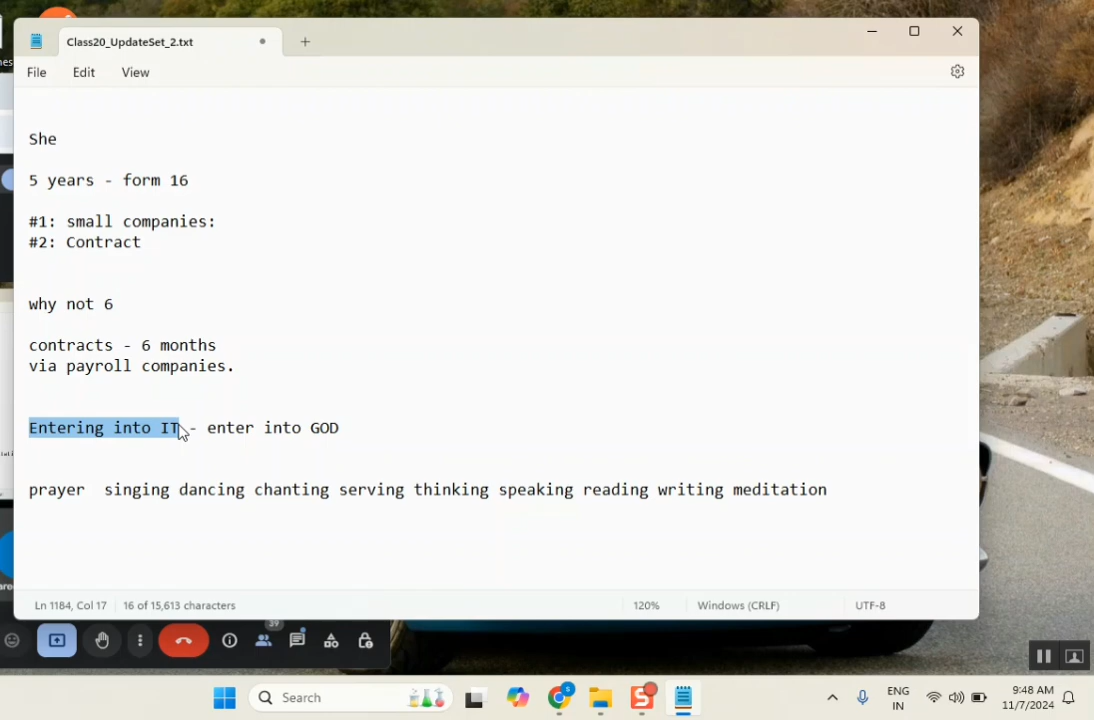 Class20_UpdateSet_2.txt
File Edit View
She
5 years - form 16
#1: small companies:
#2: Contract
why not 6
contracts - 6 months
via payroll companies.
Entering into IT - enter into GOD
prayer singing dancing chanting serving thinking speaking reading writing meditation
Ln 1184, Col 17 16 of 15,613 characters 120% Windows (CRLF) UTF-8
39
Search
S
ENG
IN
9:48 AM
11/7/2024